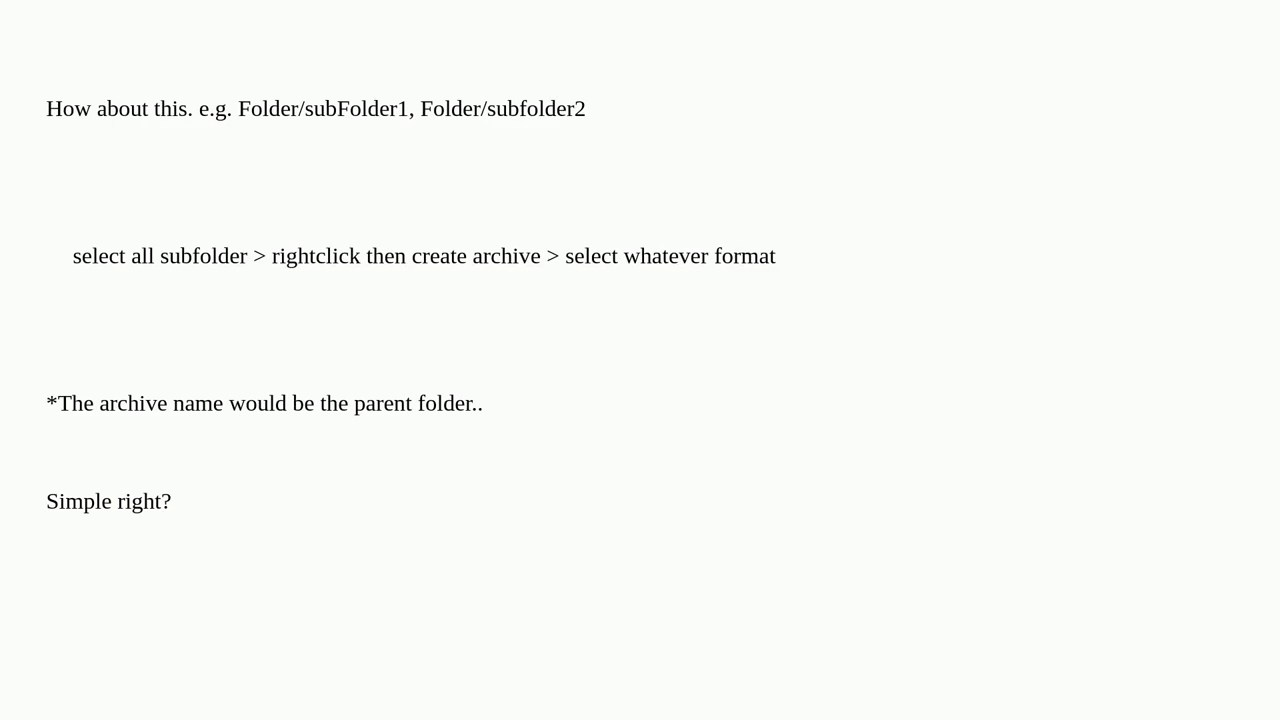 How about this. e.g. Folder/subFolder1, Folder/subfolder2
select all subfolder > rightclick then create archive > select whatever format
*The archive name would be the parent folder..
Simple right?